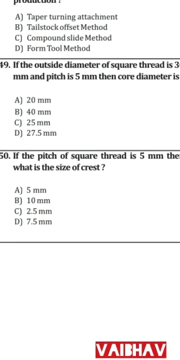 production ?
A) Taper turning attachment
B) Tailstock offset Method
C) Compound slide Method
D) Form Tool Method
49. If the outside diameter of square thread is 3
mm and pitch is 5 mm then core diameter is
A) 20 mm
B) 40 mm
C) 25 mm
D) 27.5 mm
50. If the pitch of square thread is 5 mm the
what is the size of crest ?
A) 5 mm
B) 10 mm
C) 2.5 mm
D) 7.5 mm
VAIBHAV